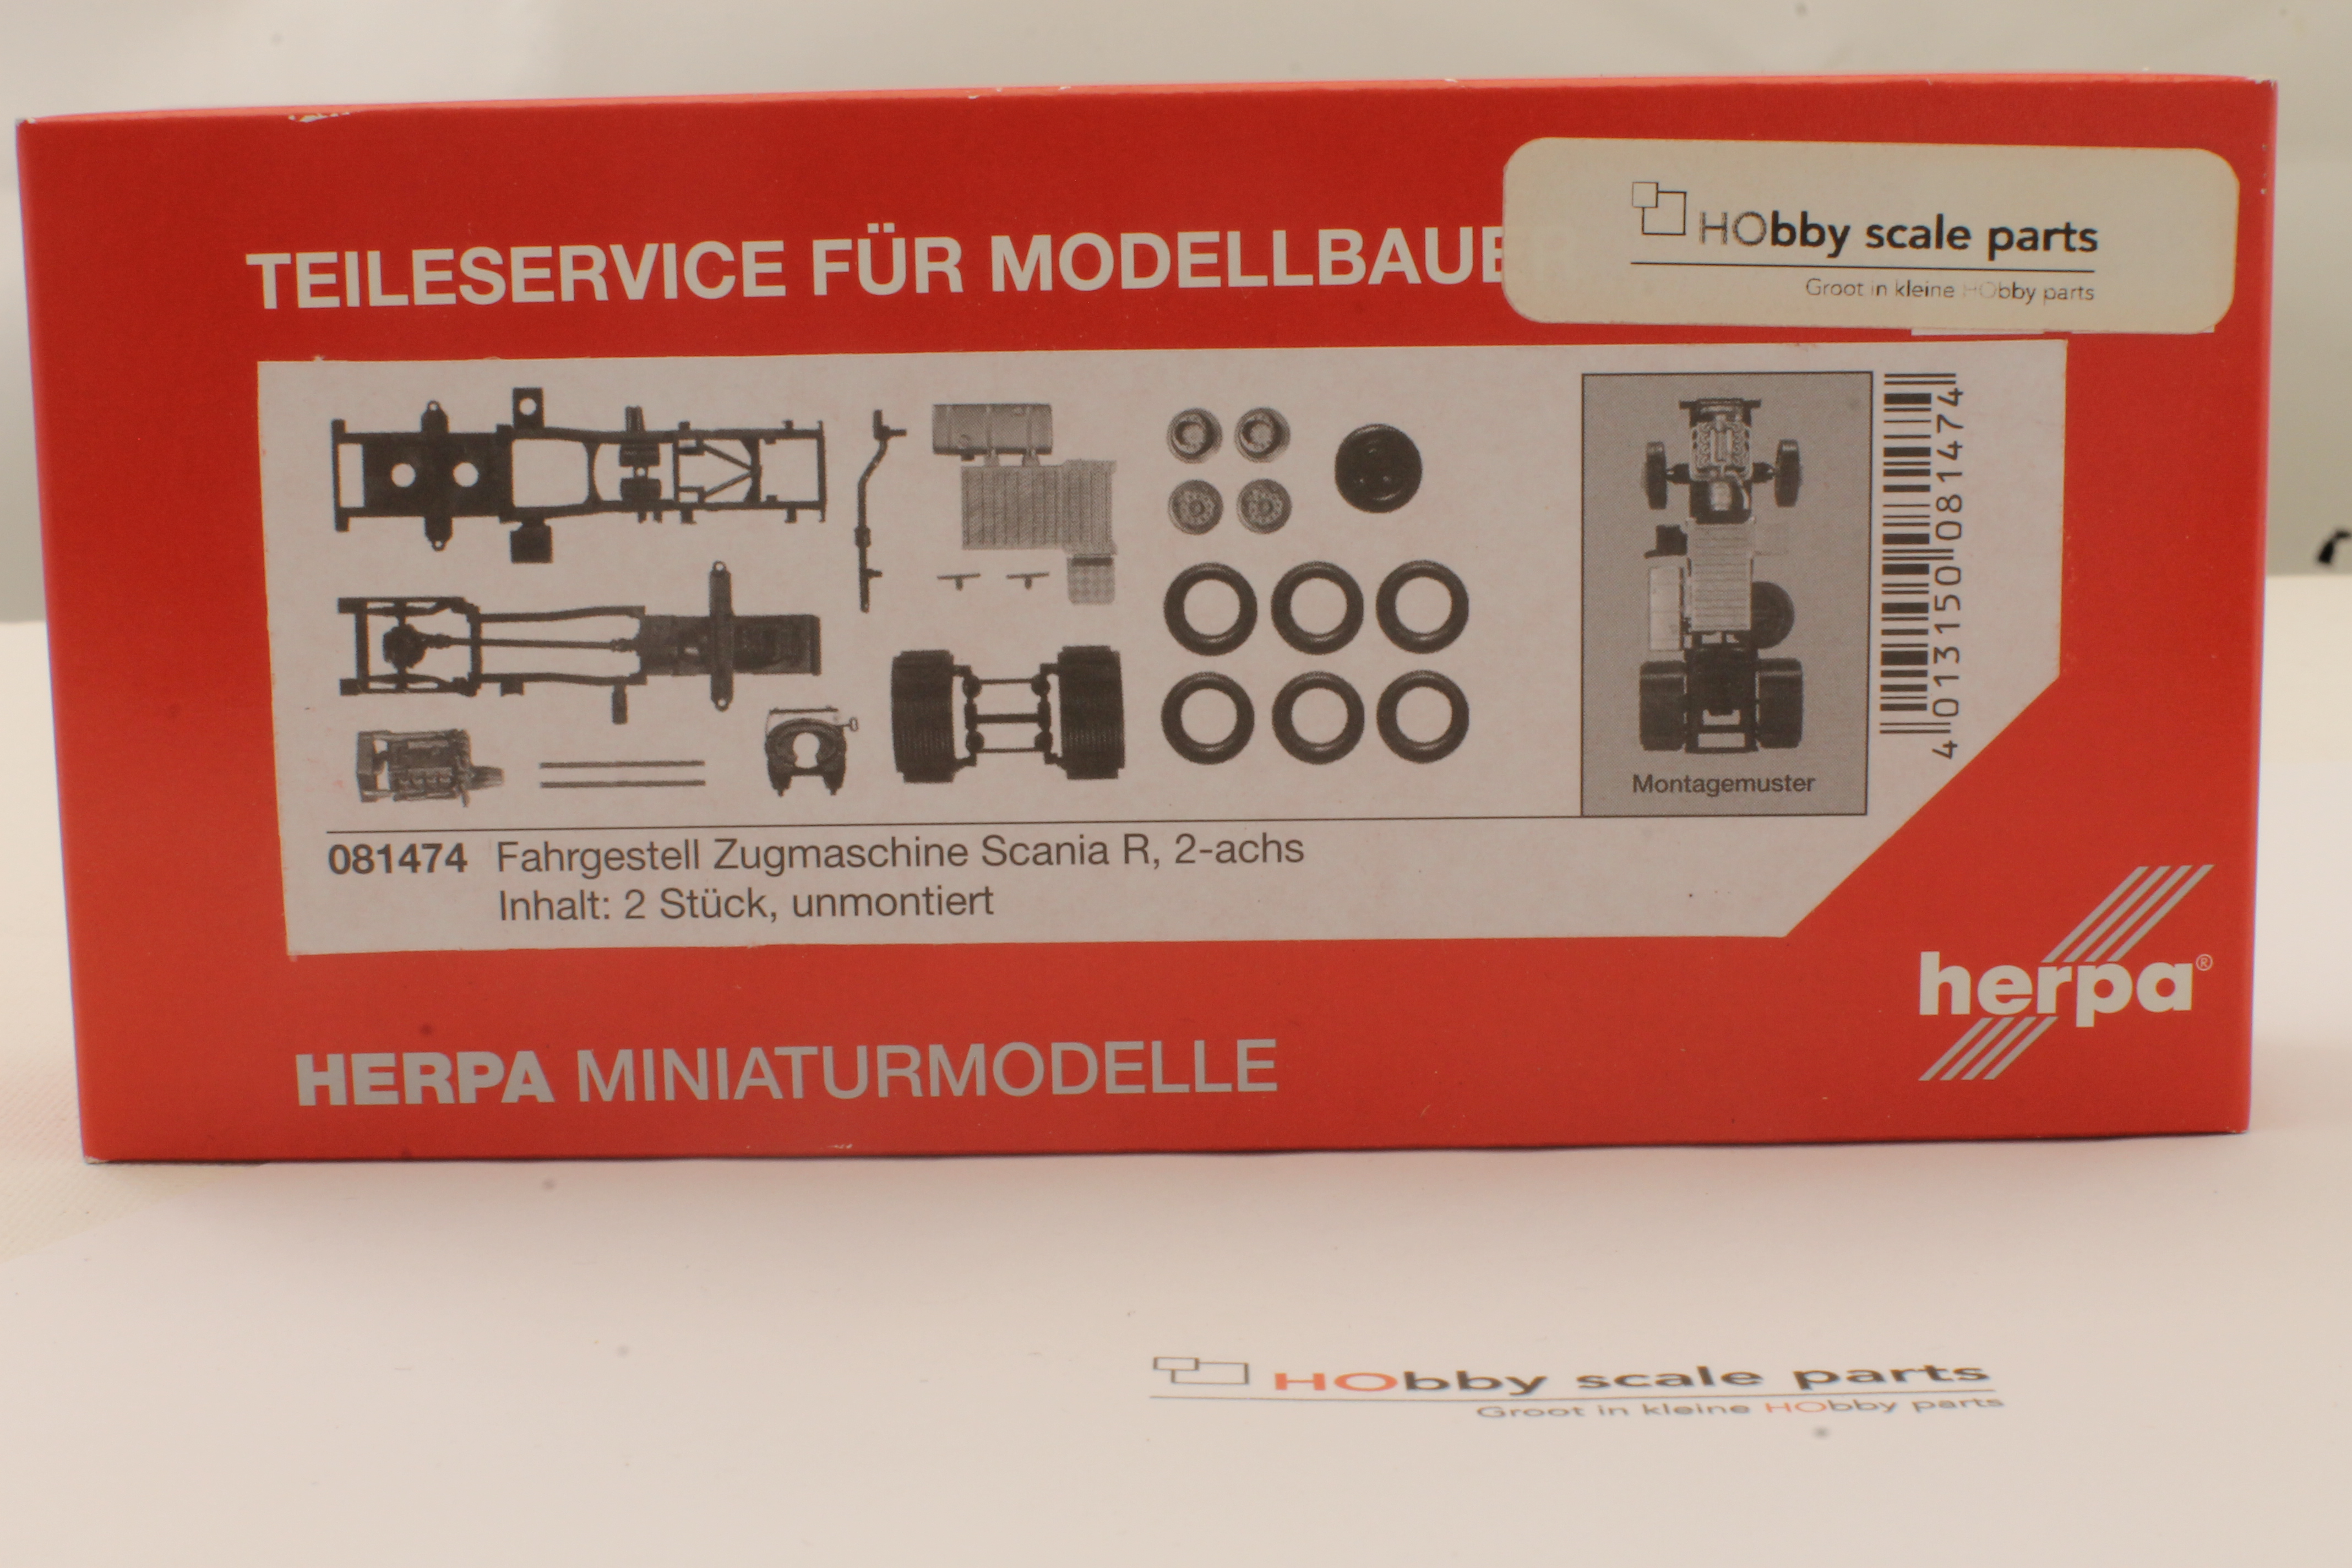 TEILESERVICE FÜR MODELLBAUER
HObby scale parts
Groot in kleine HObby parts
4 013150 081474
Montagemuster
081474 Fahrgestell Zugmaschine Scania R, 2-achs
Inhalt: 2 Stück, unmontiert
herpa®
HERPA MINIATURMODELLE
HObby scale parts
Groot in kleine HObby parts